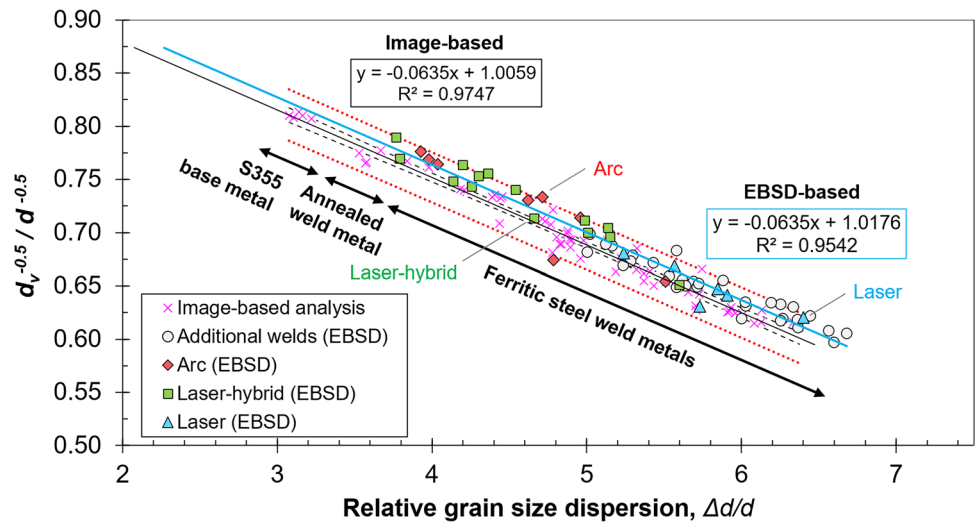 0.90
0.85
0.80
0.75
0.70
0.65
0.60
0.55
0.50
d_v^-0.5 / d^-0.5
Image-based
y = -0.0635x + 1.0059
R² = 0.9747
Arc
EBSD-based
y = -0.0635x + 1.0176
R² = 0.9542
S355
base metal
Annealed
weld metal
Laser-hybrid
Ferritic steel weld metals
Laser
Image-based analysis
Additional welds (EBSD)
Arc (EBSD)
Laser-hybrid (EBSD)
Laser (EBSD)
2 3 4 5 6 7
Relative grain size dispersion, Δd/d